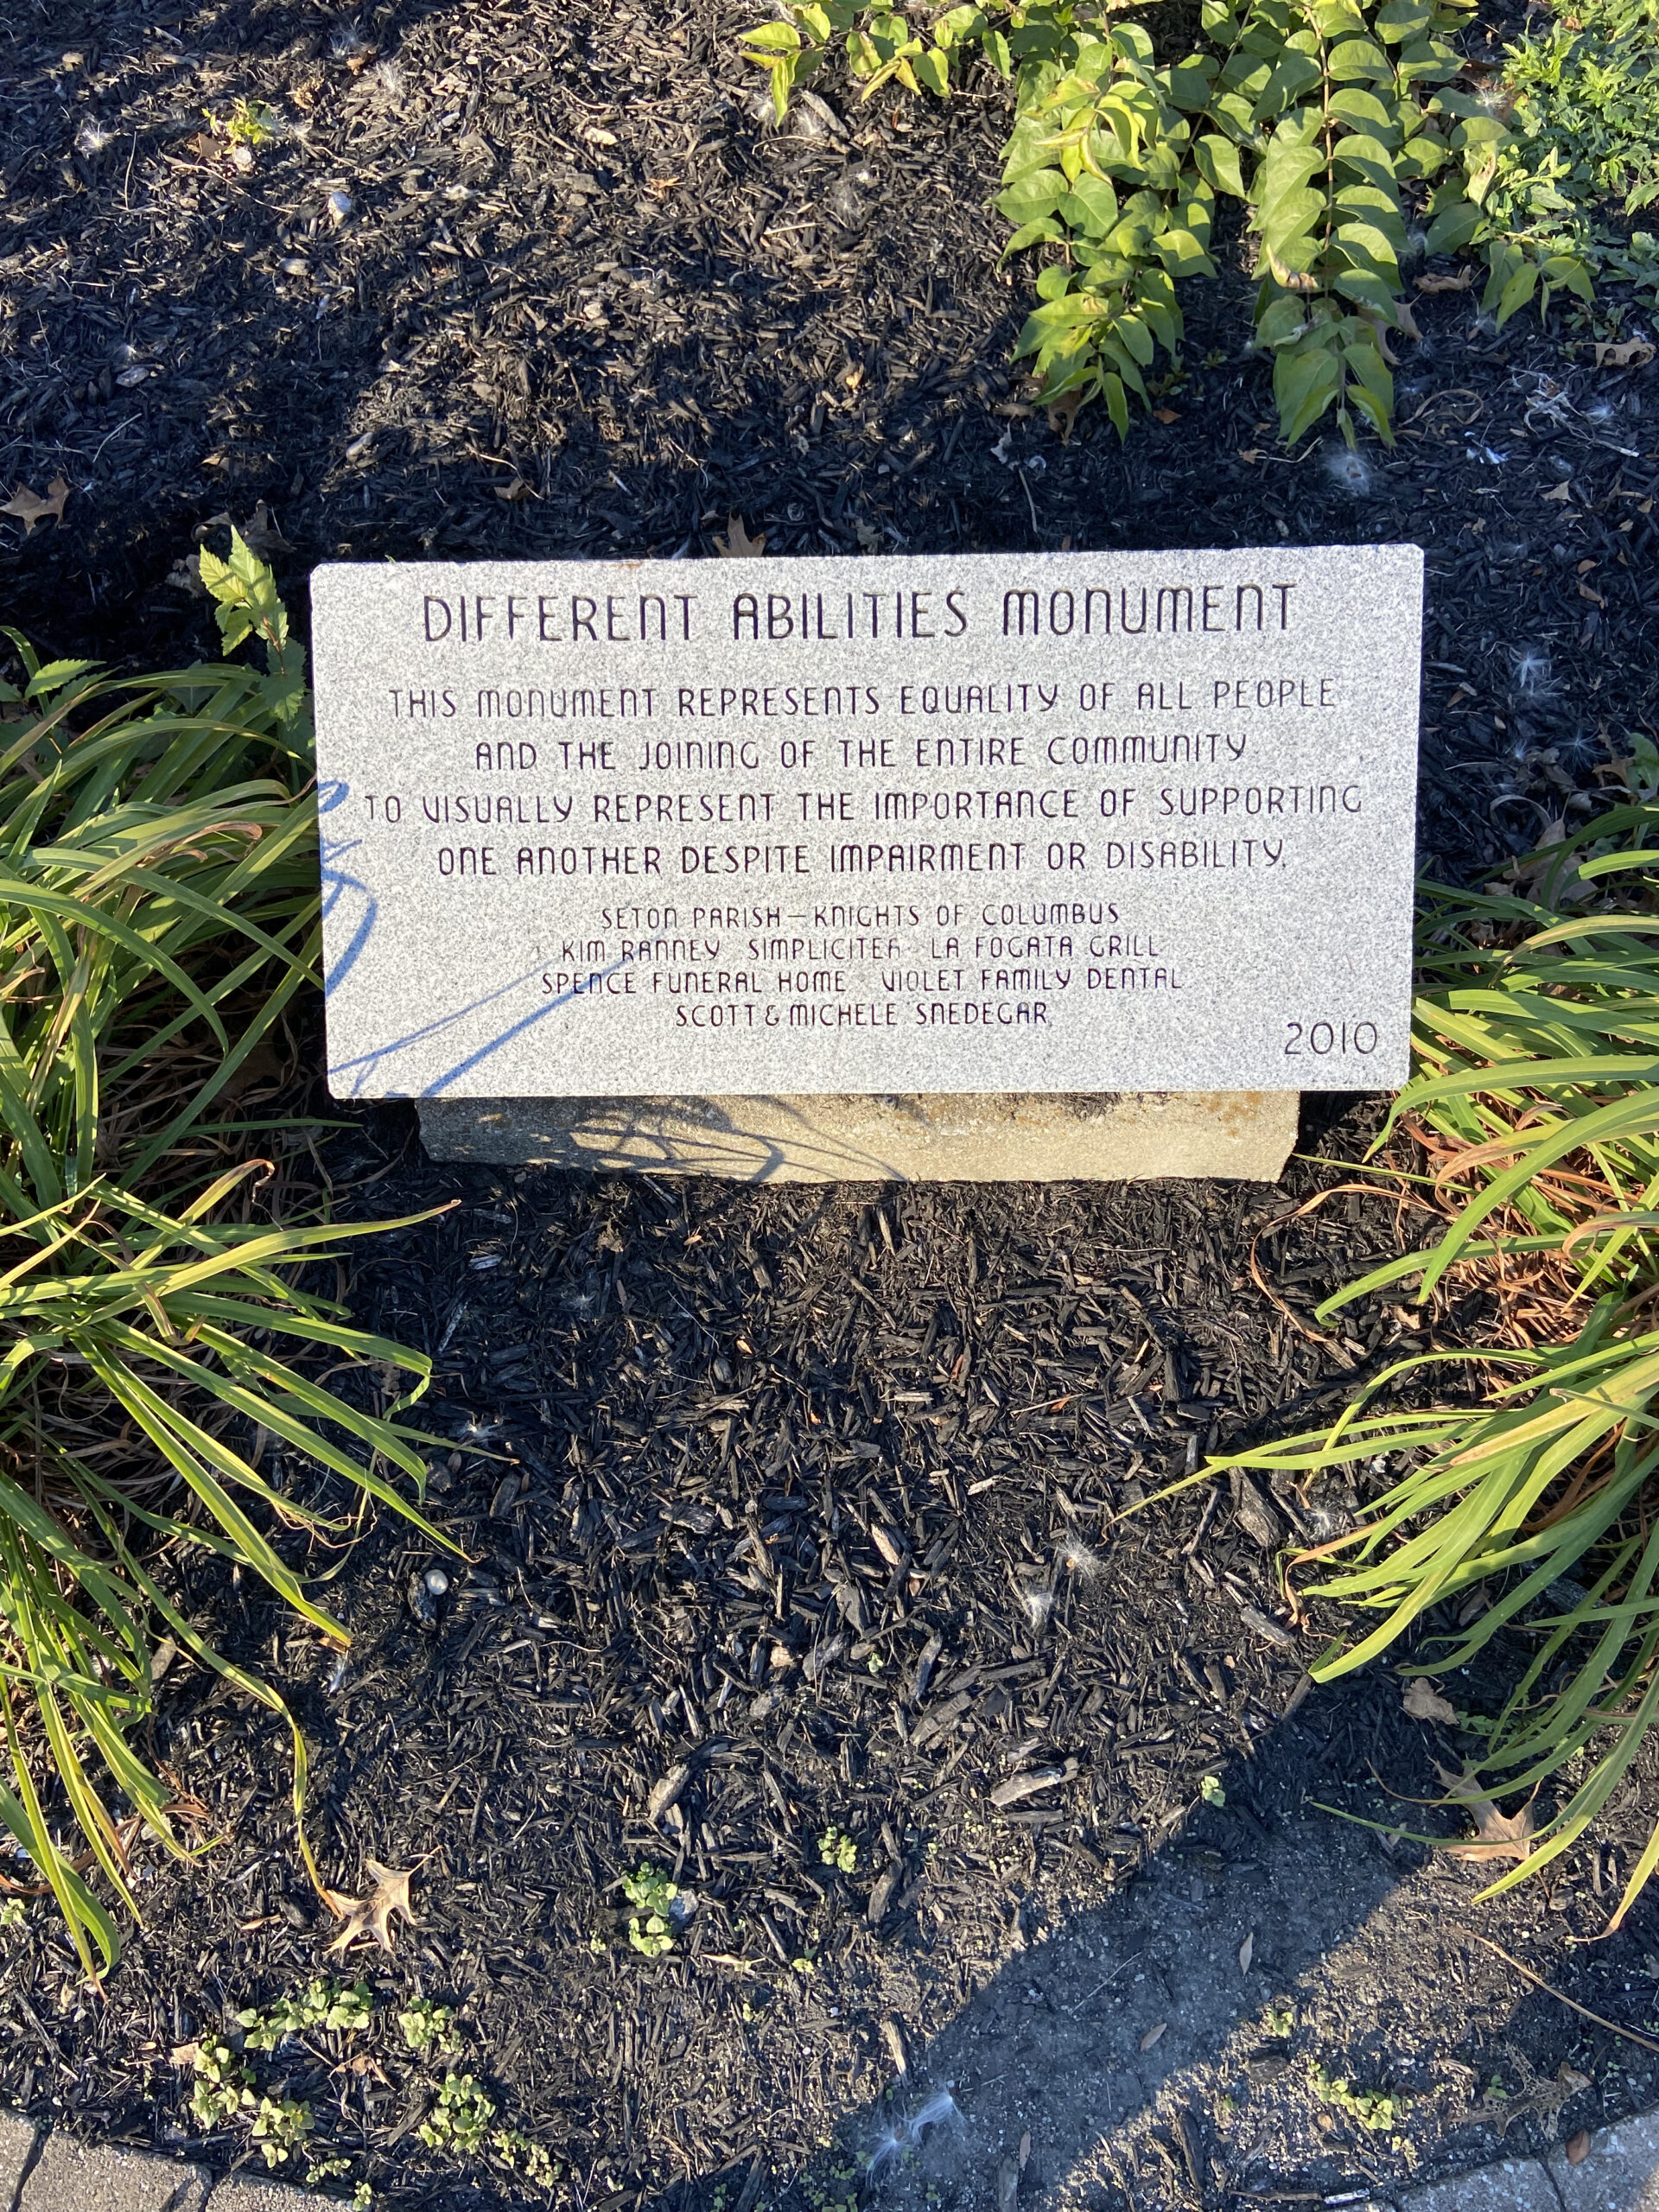 DIFFERENT ABILITIES MONUMENT
THIS MONUMENT REPRESENTS EQUALITY OF ALL PEOPLE
AND THE JOINING OF THE ENTIRE COMMUNITY
TO VISUALLY REPRESENT THE IMPORTANCE OF SUPPORTING
ONE ANOTHER DESPITE IMPAIRMENT OR DISABILITY.
SETON PARISH - KNIGHTS OF COLUMBUS
KIM RANNEY SIMPLICITEA LA FOGATA GRILL
SPENCE FUNERAL HOME VIOLET FAMILY DENTAL
SCOTT & MICHELE SNEDEGAR
2010